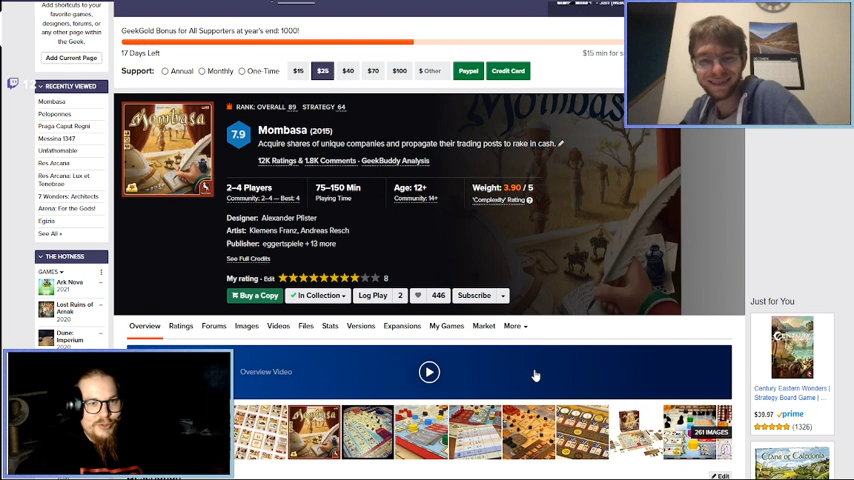 Add shortcuts to your
favorite games,
designers, forums, or
any other page within
the Geek.
Add Current Page
RECENTLY VIEWED
Mombasa
Peloponnes
Praga Caput Regni
Messina 1347
Unfathomable
Res Arcana
Res Arcana: Lux et
Tenebrae
7 Wonders: Architects
Arena: For the Gods!
Egizia
See All »
THE HOTNESS
GAMES
Ark Nova
2021
Lost Ruins of
Arnak
2020
Dune:
Imperium
2020
GeekGold Bonus for All Supporters at year's end: 1000!
17 Days Left
$15 min for
Support: Annual Monthly One-Time $15 $25 $40 $70 $100 $ Other Paypal Credit Card
Mombasa
RANK: OVERALL 89 STRATEGY 64
7.9
Mombasa (2015)
Acquire shares of unique companies and propagate their trading posts to rake in cash.
12K Ratings & 1.8K Comments · GeekBuddy Analysis
2–4 Players 75–150 Min Age: 12+ Weight: 3.90 / 5
Community: 2–4 — Best: 4 Playing Time Community: 14+ 'Complexity' Rating
Designer: Alexander Pfister
Artist: Klemens Franz, Andreas Resch
Publisher: eggertspiele + 13 more
See Full Credits
My rating · Edit 8
Buy a Copy In Collection Log Play 2 446 Subscribe
Overview Ratings Forums Images Videos Files Stats Versions Expansions My Games Market More
Overview Video
Mombasa
261 IMAGES
Edit
Just for You
Century Eastern Wonders |
Strategy Board Game | ...
$39.97 prime
(1326)
Clans of
Caledonia